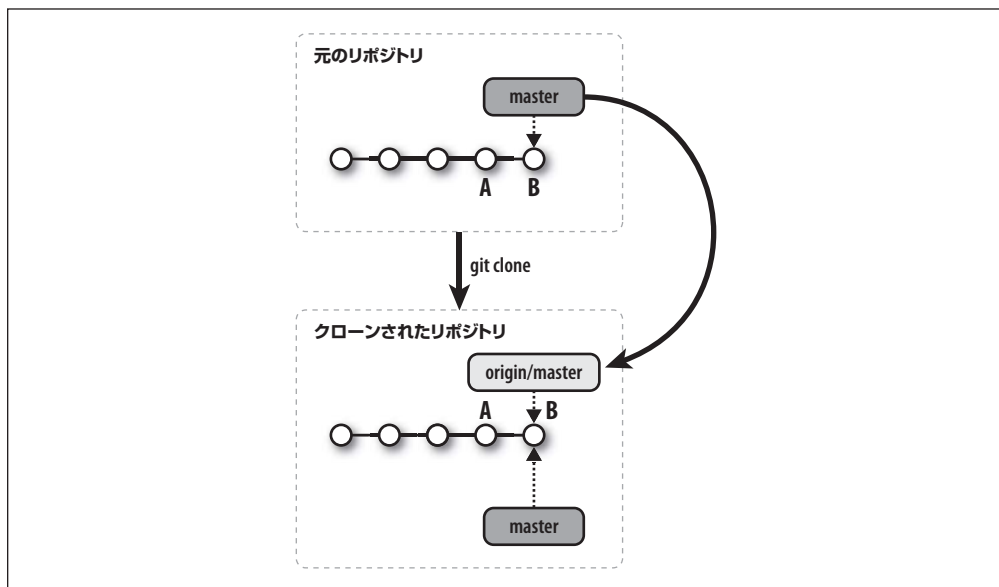 元のリポジトリ
master
A B
git clone
クローンされたリポジトリ
origin/master
A B
master